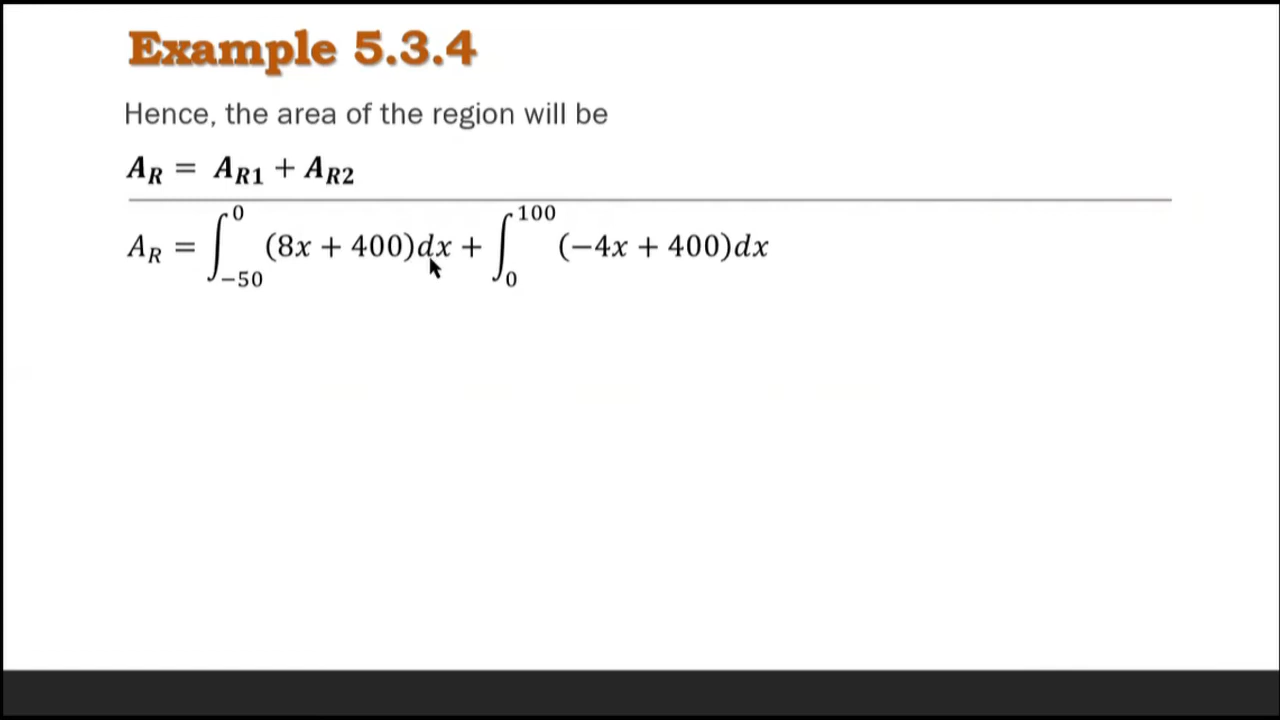 Example 5.3.4
Hence, the area of the region will be
A_R = A_R1 + A_R2
A_R = ∫_{−50}^{0} (8x + 400)dx + ∫_{0}^{100} (−4x + 400)dx